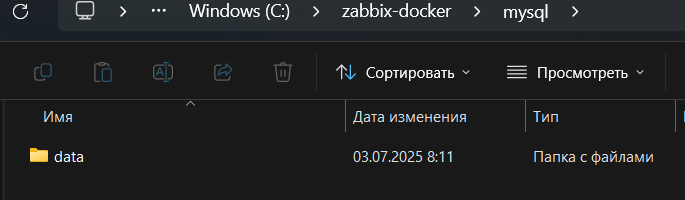 Windows (C:) zabbix-docker mysql
Сортировать Просмотреть
Имя Дата изменения Тип
data 03.07.2025 8:11 Папка с файлами